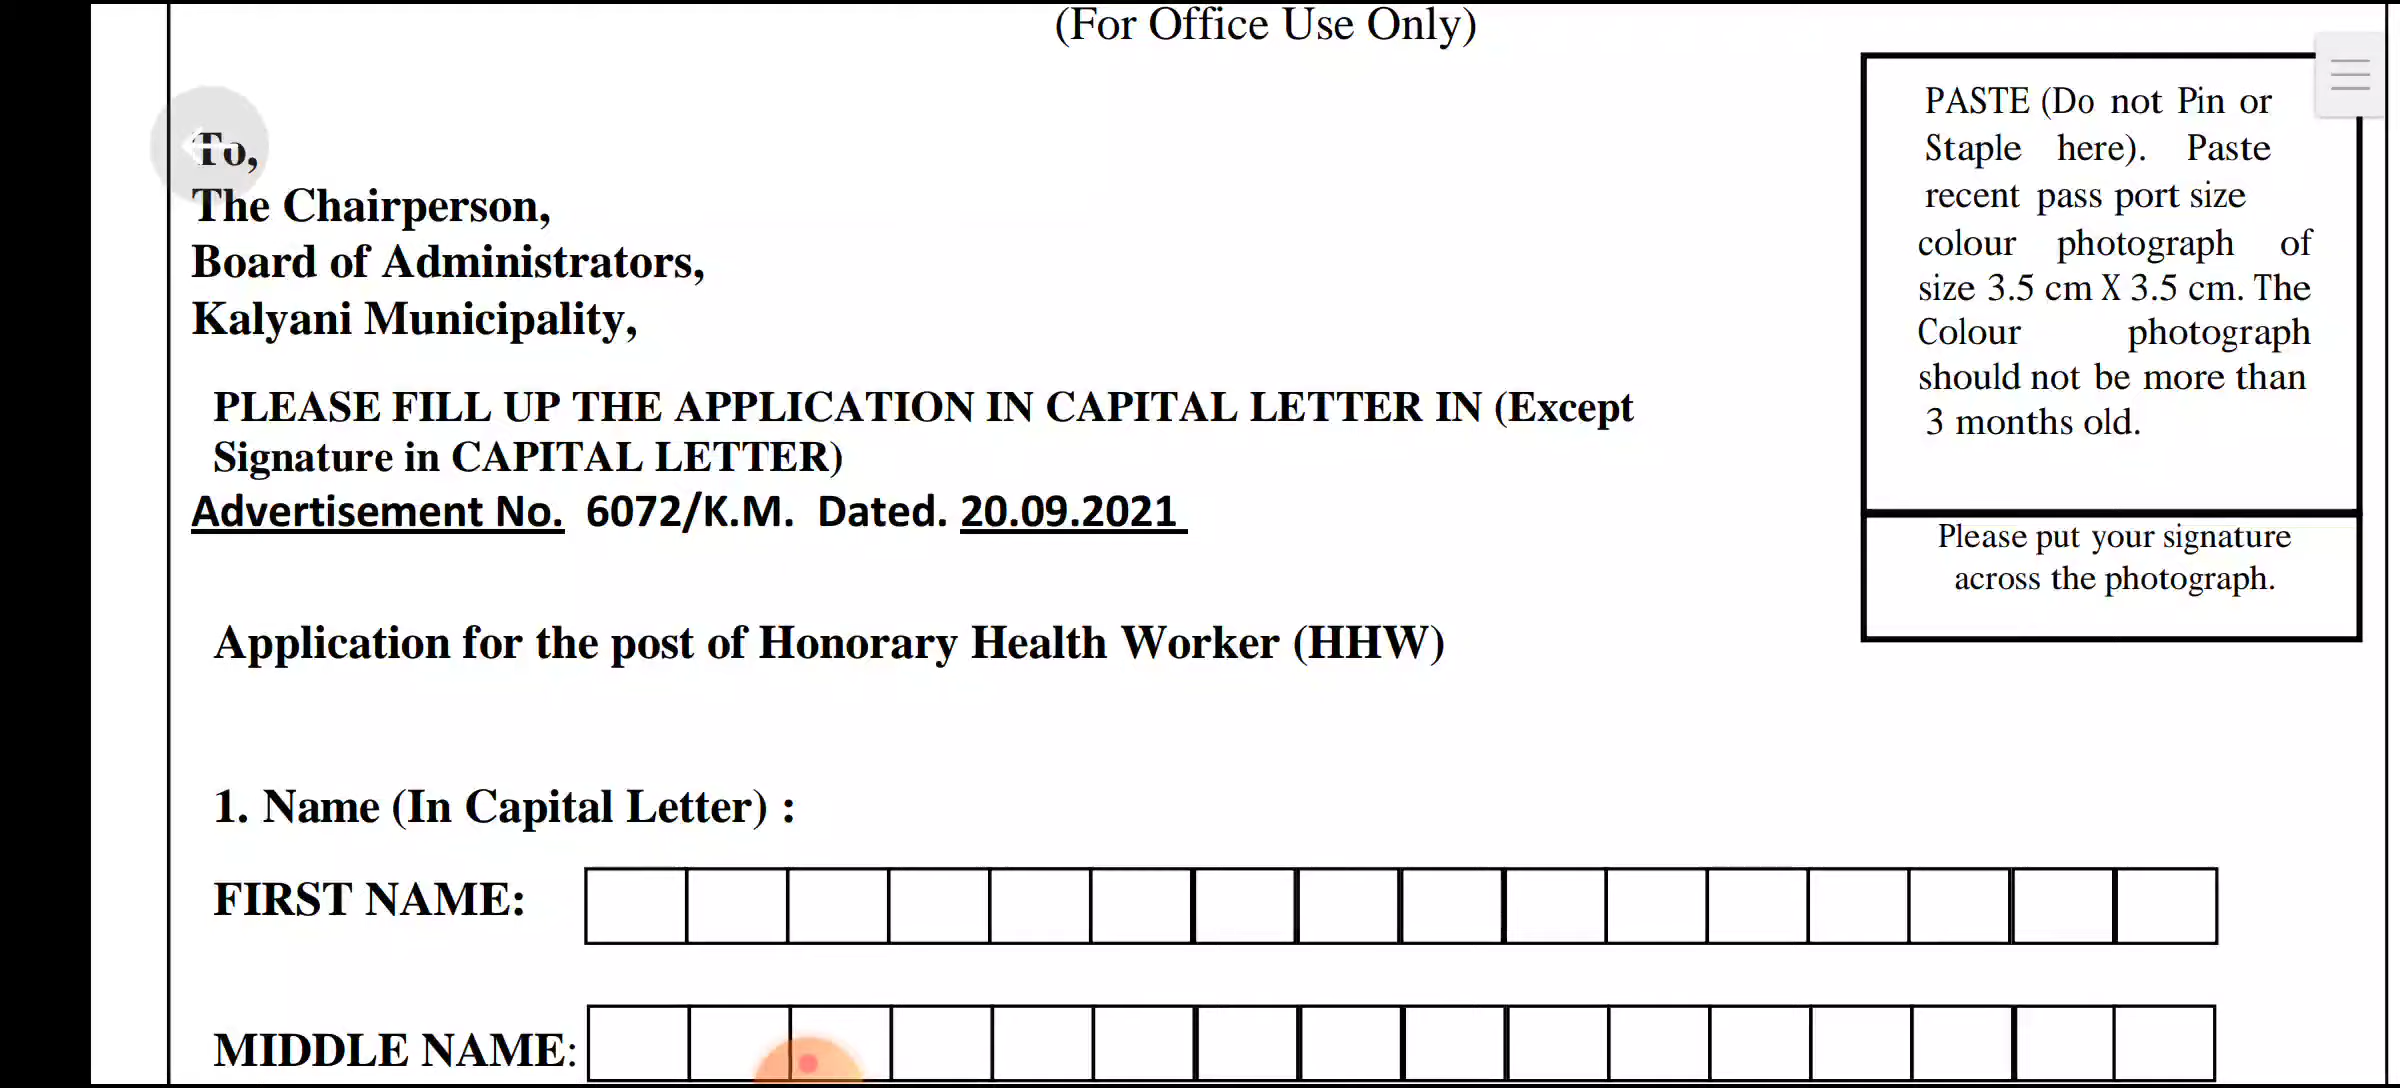 (For Office Use Only)
To,
The Chairperson,
Board of Administrators,
Kalyani Municipality,
PLEASE FILL UP THE APPLICATION IN CAPITAL LETTER IN (Except
Signature in CAPITAL LETTER)
Advertisement No.  6072/K.M.  Dated. 20.09.2021
Application for the post of Honorary Health Worker (HHW)
PASTE (Do not Pin or
Staple here). Paste
recent pass port size
colour photograph of
size 3.5 cm X 3.5 cm. The
Colour photograph
should not be more than
3 months old.
Please put your signature
across the photograph.
1. Name (In Capital Letter) :
FIRST NAME:
MIDDLE NAME: